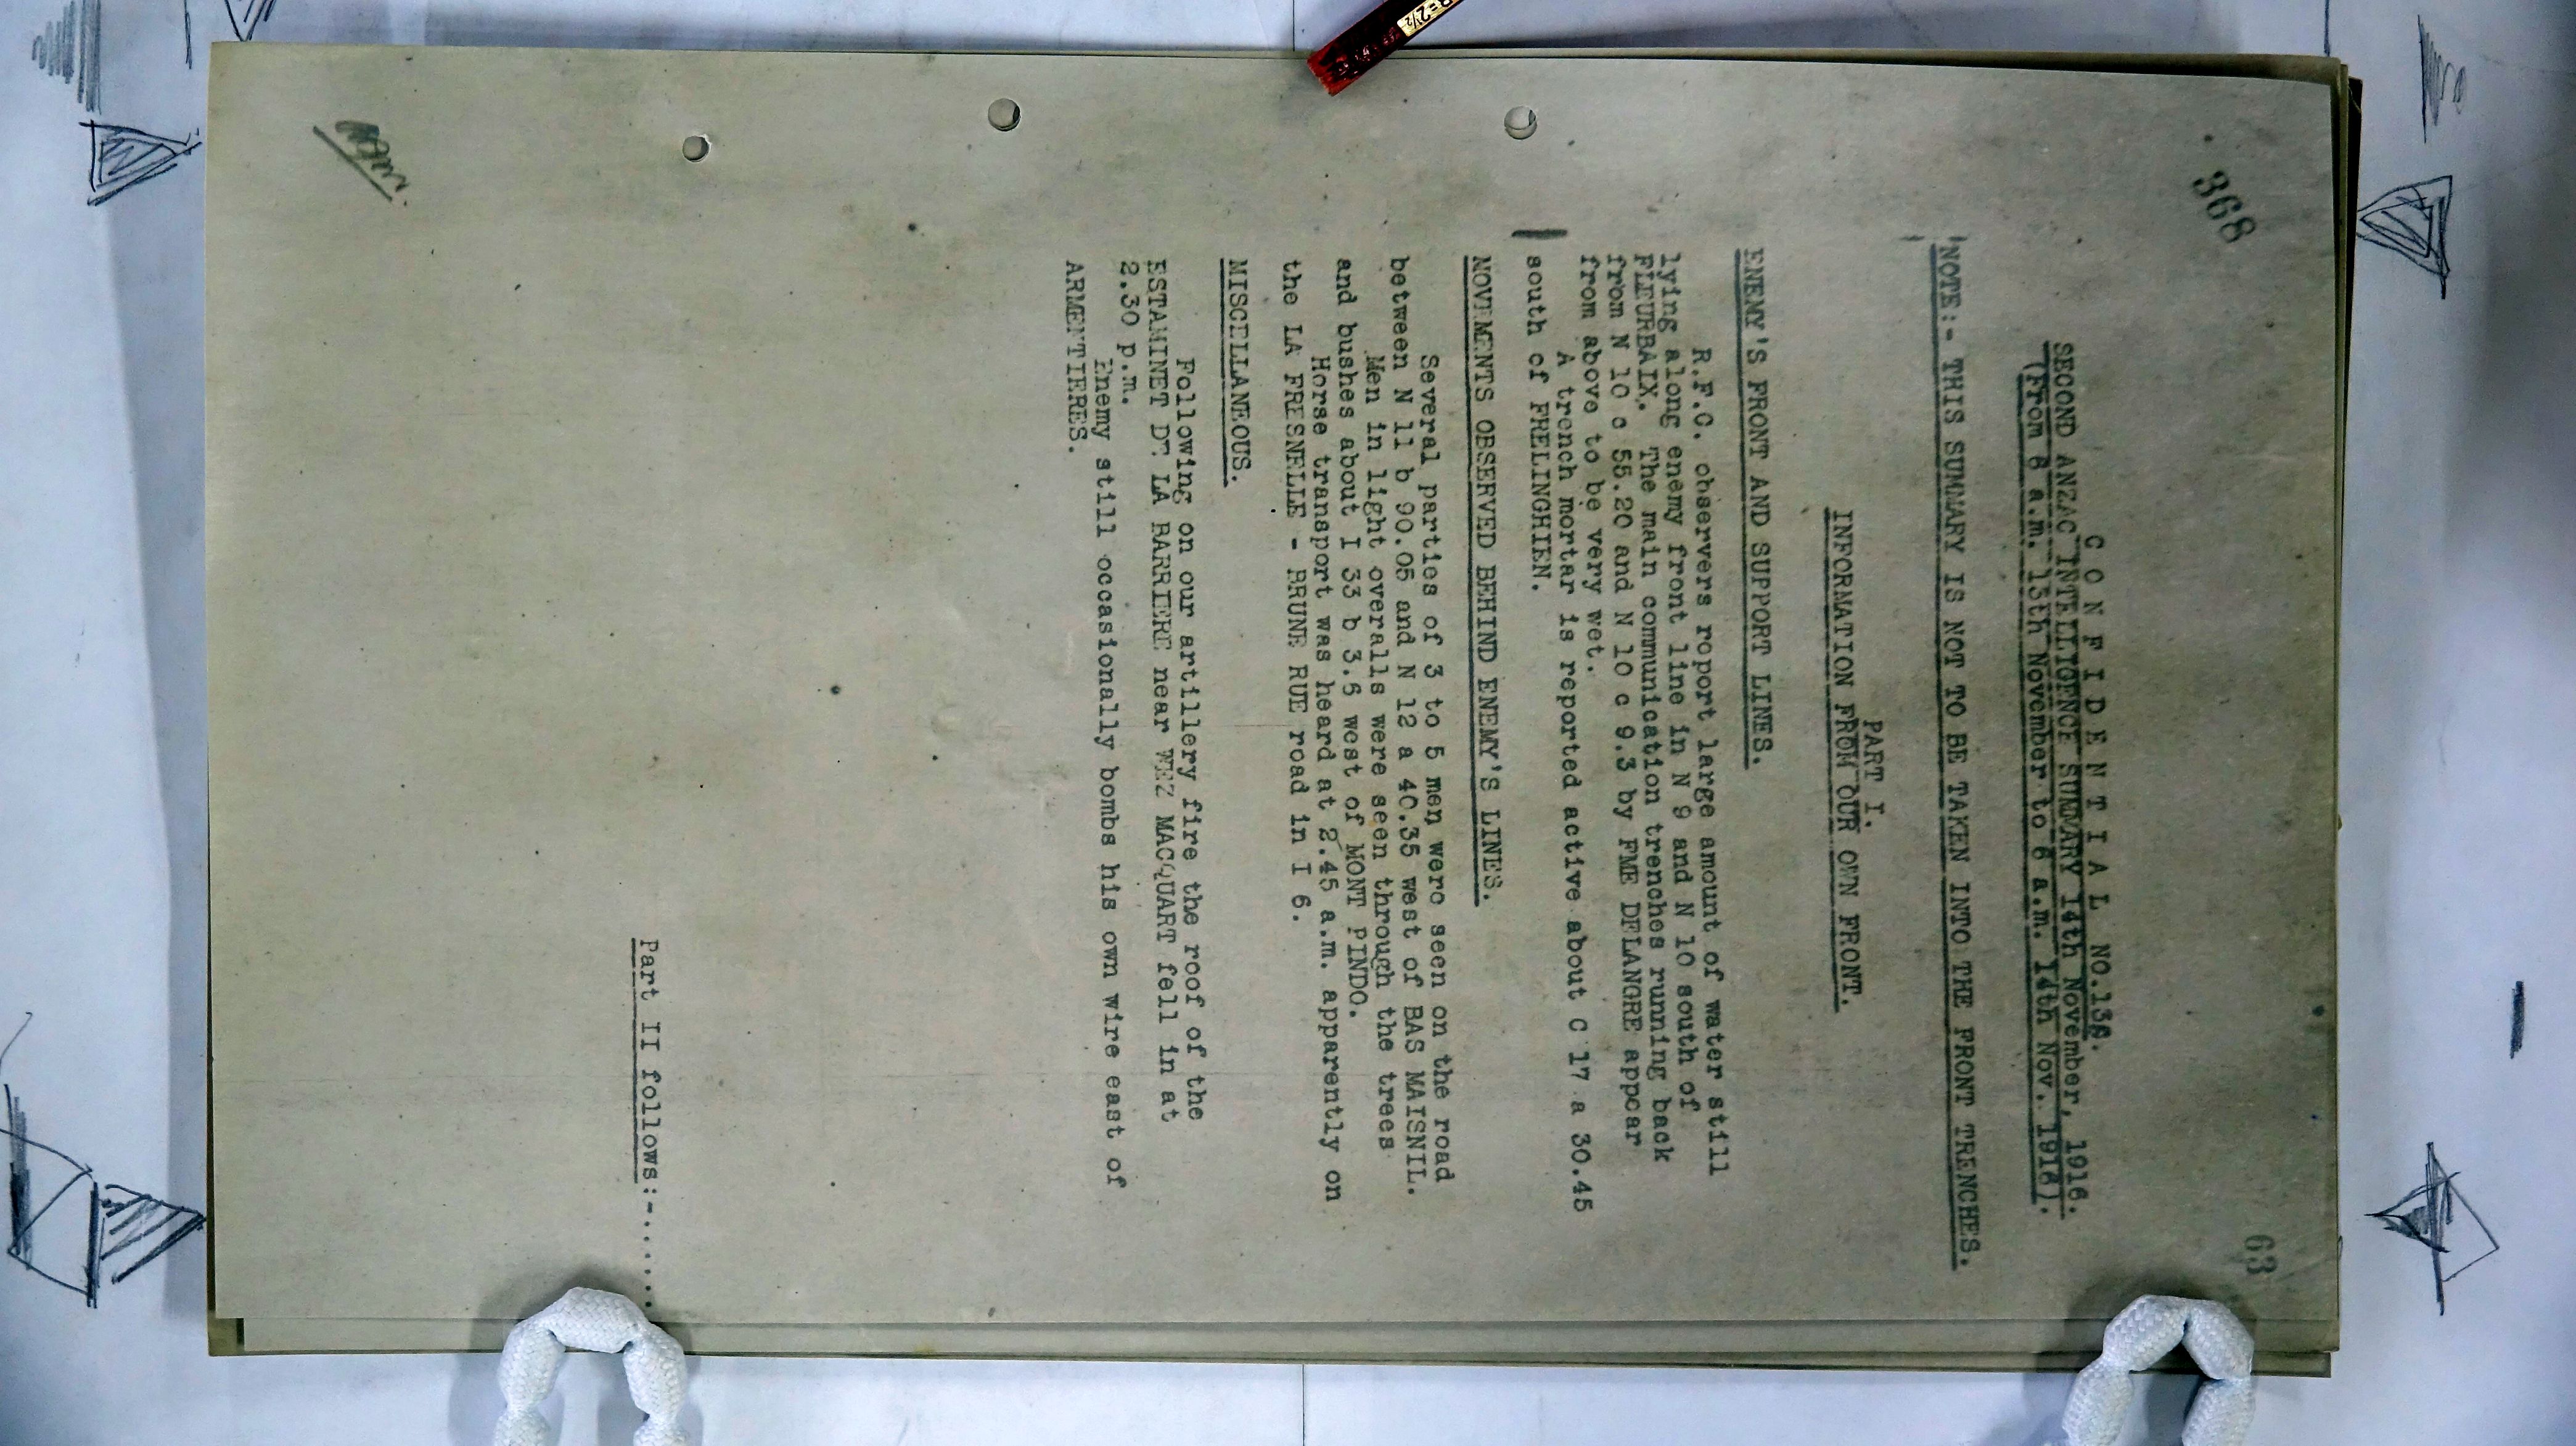 368
63
C O N F I D E N T I A L NO.138.
SECOND ANZAC INTELLIGENCE SUMMARY 14th November, 1916.
(From 6 a.m. 13th November to 6 a.m. 14th Nov. 1916).
NOTE:- THIS SUMMARY IS NOT TO BE TAKEN INTO THE FRONT TRENCHES.
PART I.
INFORMATION FROM OUR OWN FRONT.
ENEMY'S FRONT AND SUPPORT LINES.
R.F.C. observers roport large amount of water still
lying along enemy front line in N 9 and N 10 south of
FLEURBAIX. The main communication trenches running back
from N 10 c 55.20 and N 10 c 9.3 by FME DELANGRE appear
from above to be very wet.
A trench mortar is reported active about C 17 a 30.45
south of FRELINGHIEN.
MOVEMENTS OBSERVED BEHIND ENEMY'S LINES.
Several parties of 3 to 5 men were seen on the road
between N 11 b 90.05 and N 12 a 40.35 west of BAS MAISNIL.
Men in light overalls were seen through the trees
and bushes about I 33 b 3.6 west of MONT PINDO.
Horse transport was heard at 2.45 a.m. apparently on
the LA FRESNELLE - BRUNE RUE road in I 6.
MISCELLANEOUS.
Following on our artillery fire the roof of the
ESTAMINET DE LA BARRIERE near WEZ MACQUART fell in at
2.30 p.m.
Enemy still occasionally bombs his own wire east of
ARMENTIERES.
Part II follows:-......